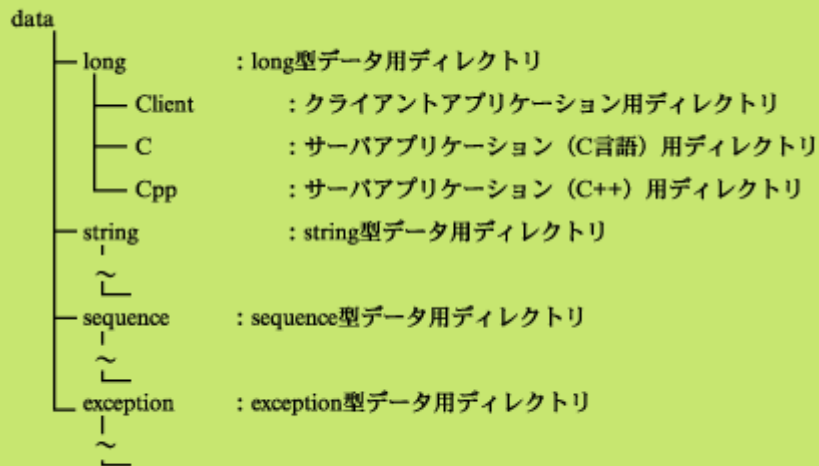 data
long :long型データ用ディレクトリ
Client :クライアントアプリケーション用ディレクトリ
C :サーバアプリケーション（C言語）用ディレクトリ
Cpp :サーバアプリケーション（C++）用ディレクトリ
string :string型データ用ディレクトリ
～
sequence :sequence型データ用ディレクトリ
～
exception :exception型データ用ディレクトリ
～